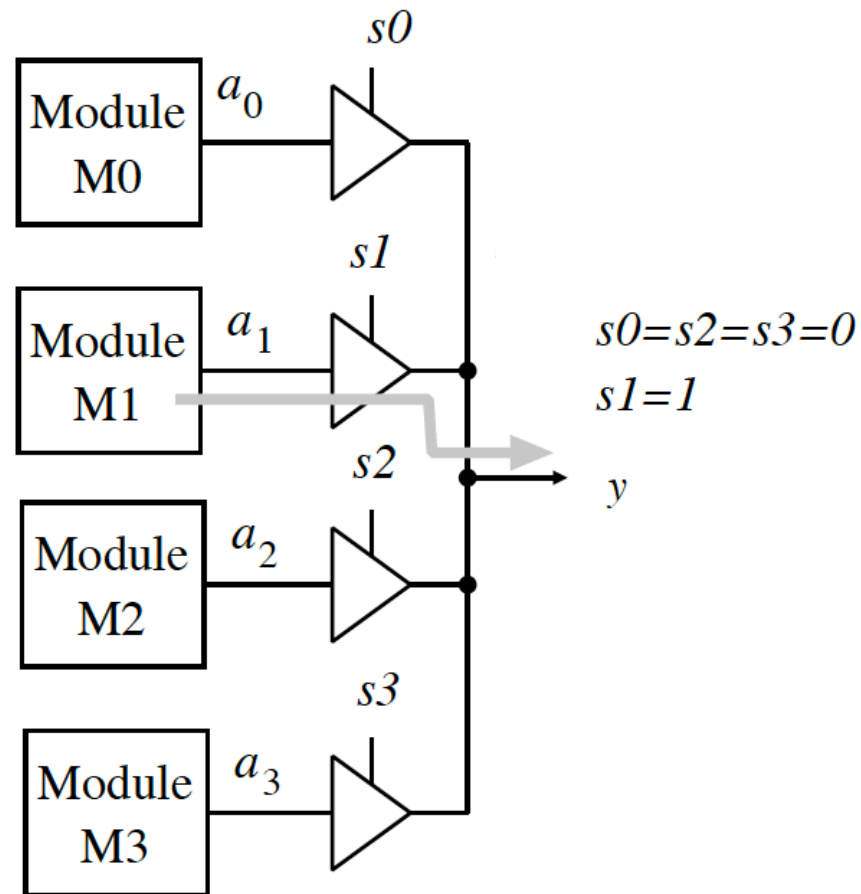 s0
Module
M0
a0
s1
Module
M1
a1
s0=s2=s3=0
s1=1
s2
y
Module
M2
a2
s3
Module
M3
a3